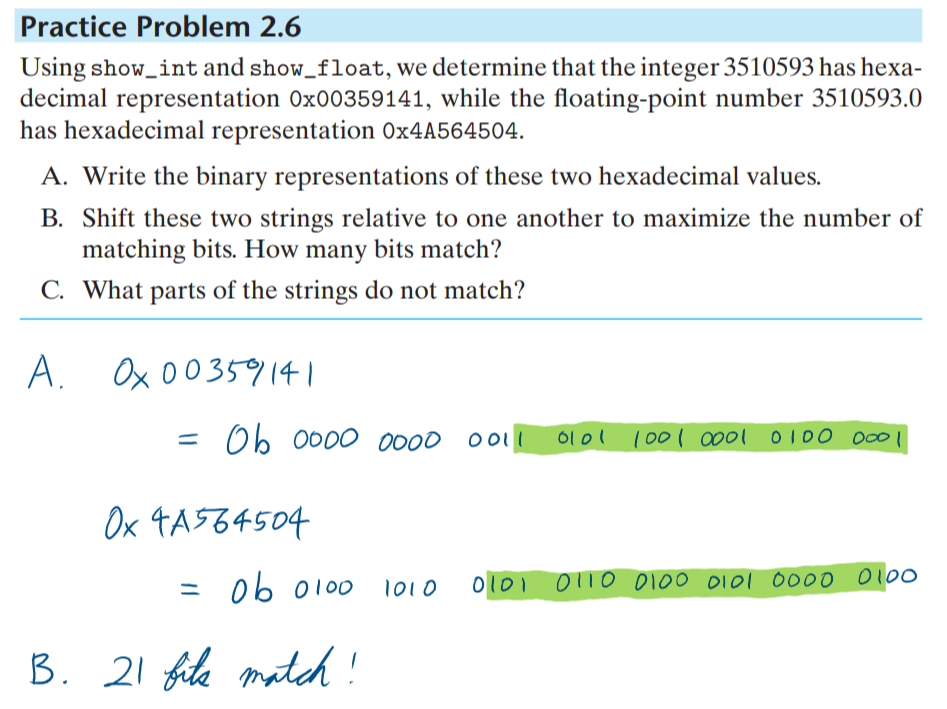 Practice Problem 2.6
Using show_int and show_float, we determine that the integer 3510593 has hexa-
decimal representation 0x00359141, while the floating-point number 3510593.0
has hexadecimal representation 0x4A564504.
A. Write the binary representations of these two hexadecimal values.
B. Shift these two strings relative to one another to maximize the number of
matching bits. How many bits match?
C. What parts of the strings do not match?
A. 0x 00359141
= 0b 0000 0000 0011 0101 1001 0001 0100 0001
0x 4A564504
= 0b 0100 1010 0101 0110 0100 0101 0000 0100
B. 21 bits match!